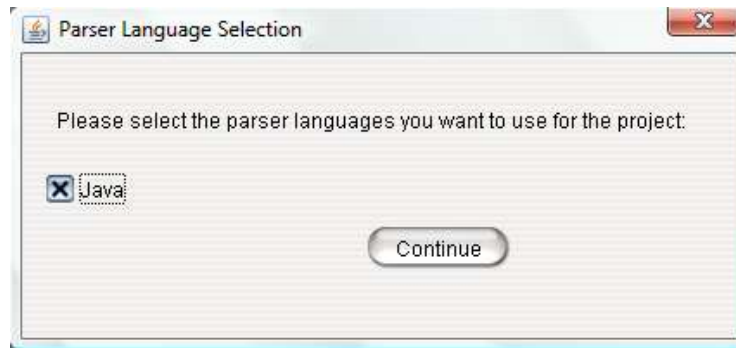 Parser Language Selection
Please select the parser languages you want to use for the project:
Java
Continue